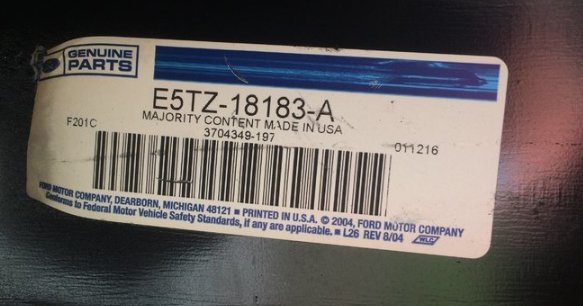 GENUINE
PARTS
E5TZ-18183-A
MAJORITY CONTENT MADE IN USA
F201C
3704349-197
011216
FORD MOTOR COMPANY, DEARBORN, MICHIGAN 48121 ■ PRINTED IN U.S.A. © 2004, FORD MOTOR COMPANY
Conforms to Federal Motor Vehicle Safety Standards, if any are applicable. ■ L26 REV 8/04